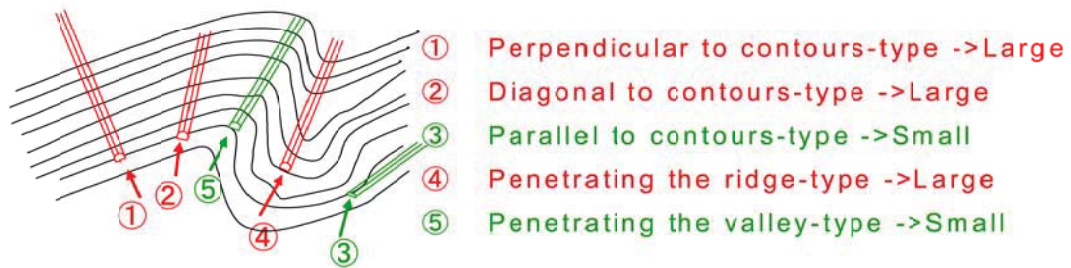 ① Perpendicular to contours-type ->Large
② Diagonal to contours-type ->Large
③ Parallel to contours-type ->Small
④ Penetrating the ridge-type ->Large
⑤ Penetrating the valley-type ->Small
①
②
⑤
④
③